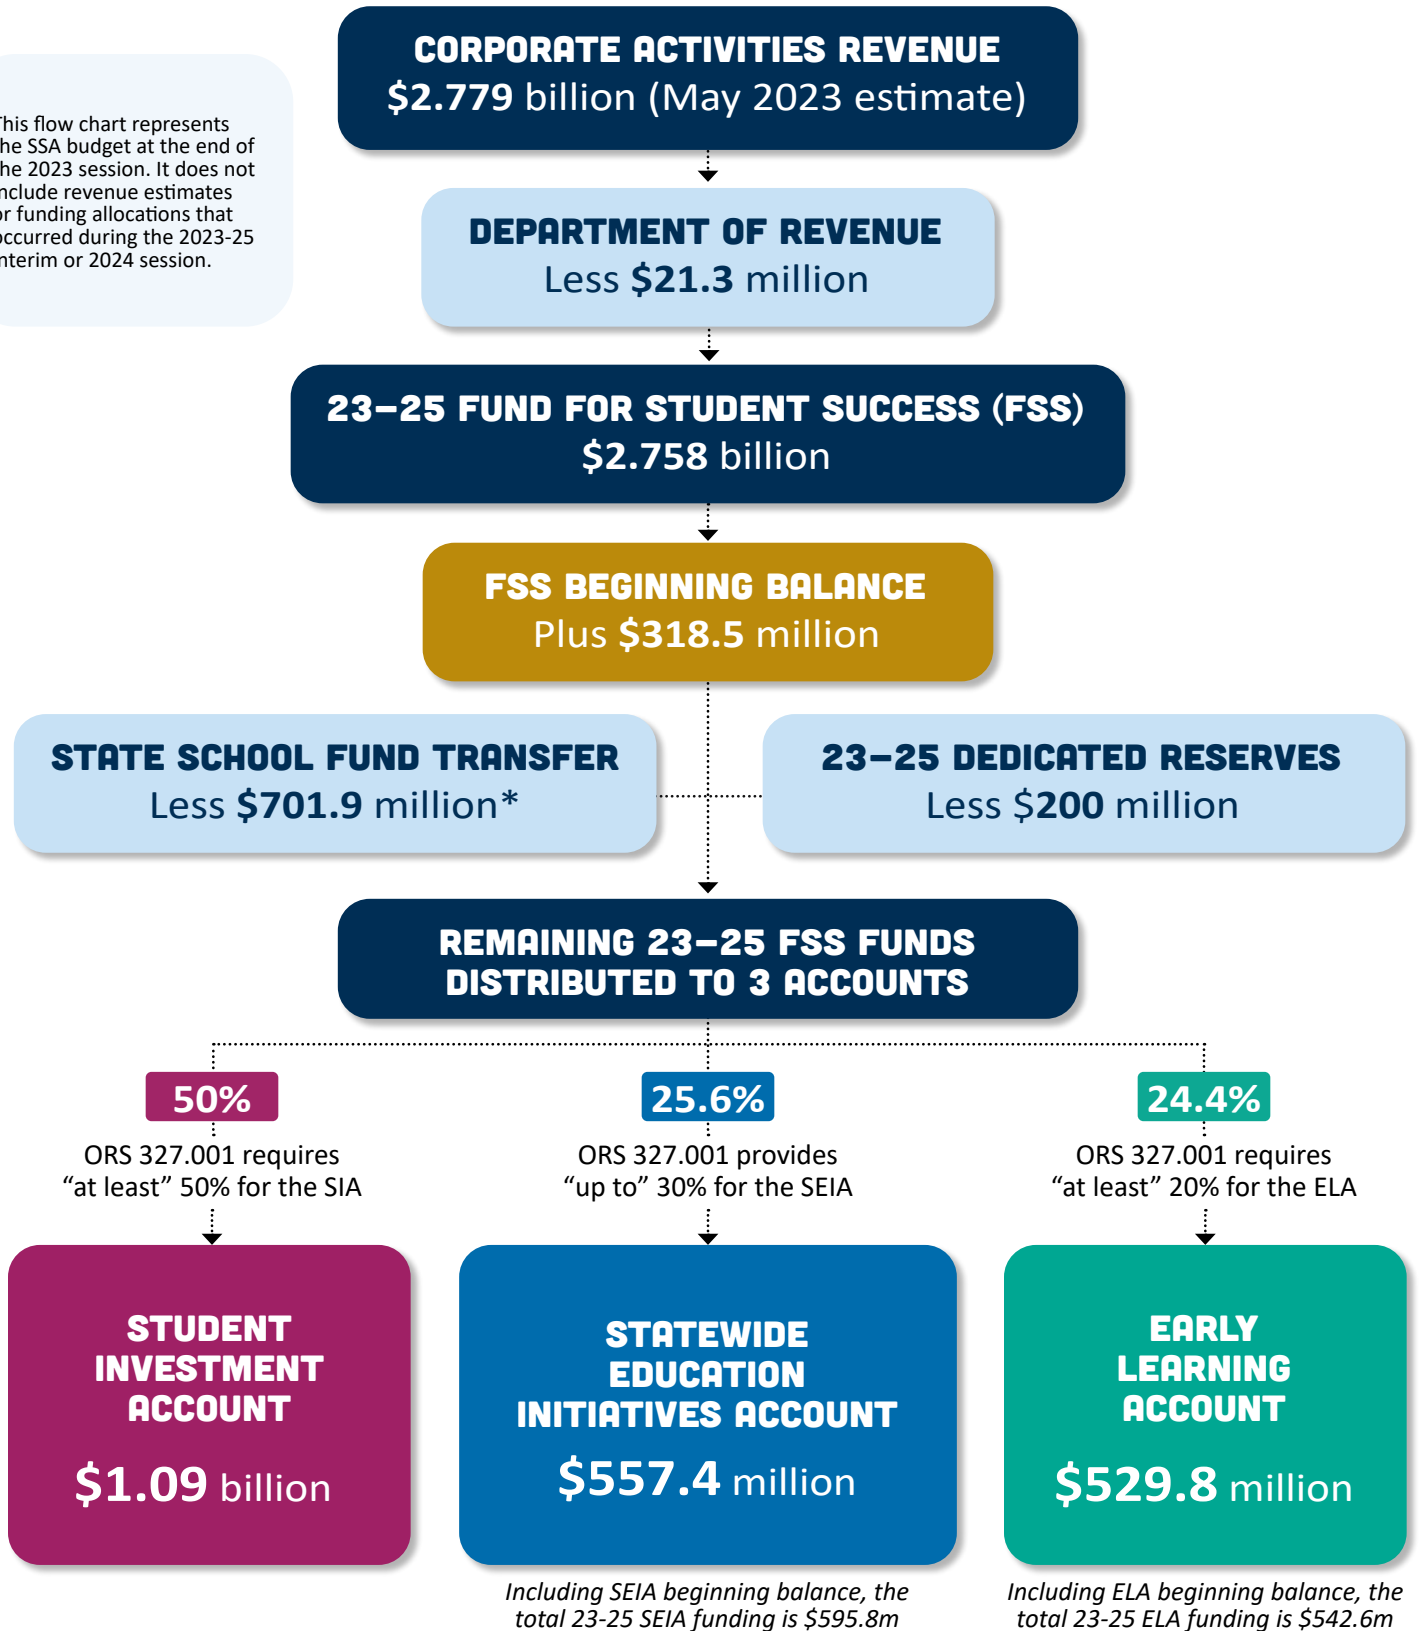 CORPORATE ACTIVITIES REVENUE
$2.779 billion (May 2023 estimate)
This flow chart represents
the SSA budget at the end of
the 2023 session. It does not
include revenue estimates
or funding allocations that
occurred during the 2023-25
interim or 2024 session.
DEPARTMENT OF REVENUE
Less $21.3 million
23–25 FUND FOR STUDENT SUCCESS (FSS)
$2.758 billion
FSS BEGINNING BALANCE
Plus $318.5 million
STATE SCHOOL FUND TRANSFER
Less $701.9 million*
23–25 DEDICATED RESERVES
Less $200 million
REMAINING 23–25 FSS FUNDS
DISTRIBUTED TO 3 ACCOUNTS
50%
ORS 327.001 requires
“at least” 50% for the SIA
STUDENT
INVESTMENT
ACCOUNT
$1.09 billion
25.6%
ORS 327.001 provides
“up to” 30% for the SEIA
STATEWIDE
EDUCATION
INITIATIVES ACCOUNT
$557.4 million
Including SEIA beginning balance, the
total 23-25 SEIA funding is $595.8m
24.4%
ORS 327.001 requires
“at least” 20% for the ELA
EARLY
LEARNING
ACCOUNT
$529.8 million
Including ELA beginning balance, the
total 23-25 ELA funding is $542.6m